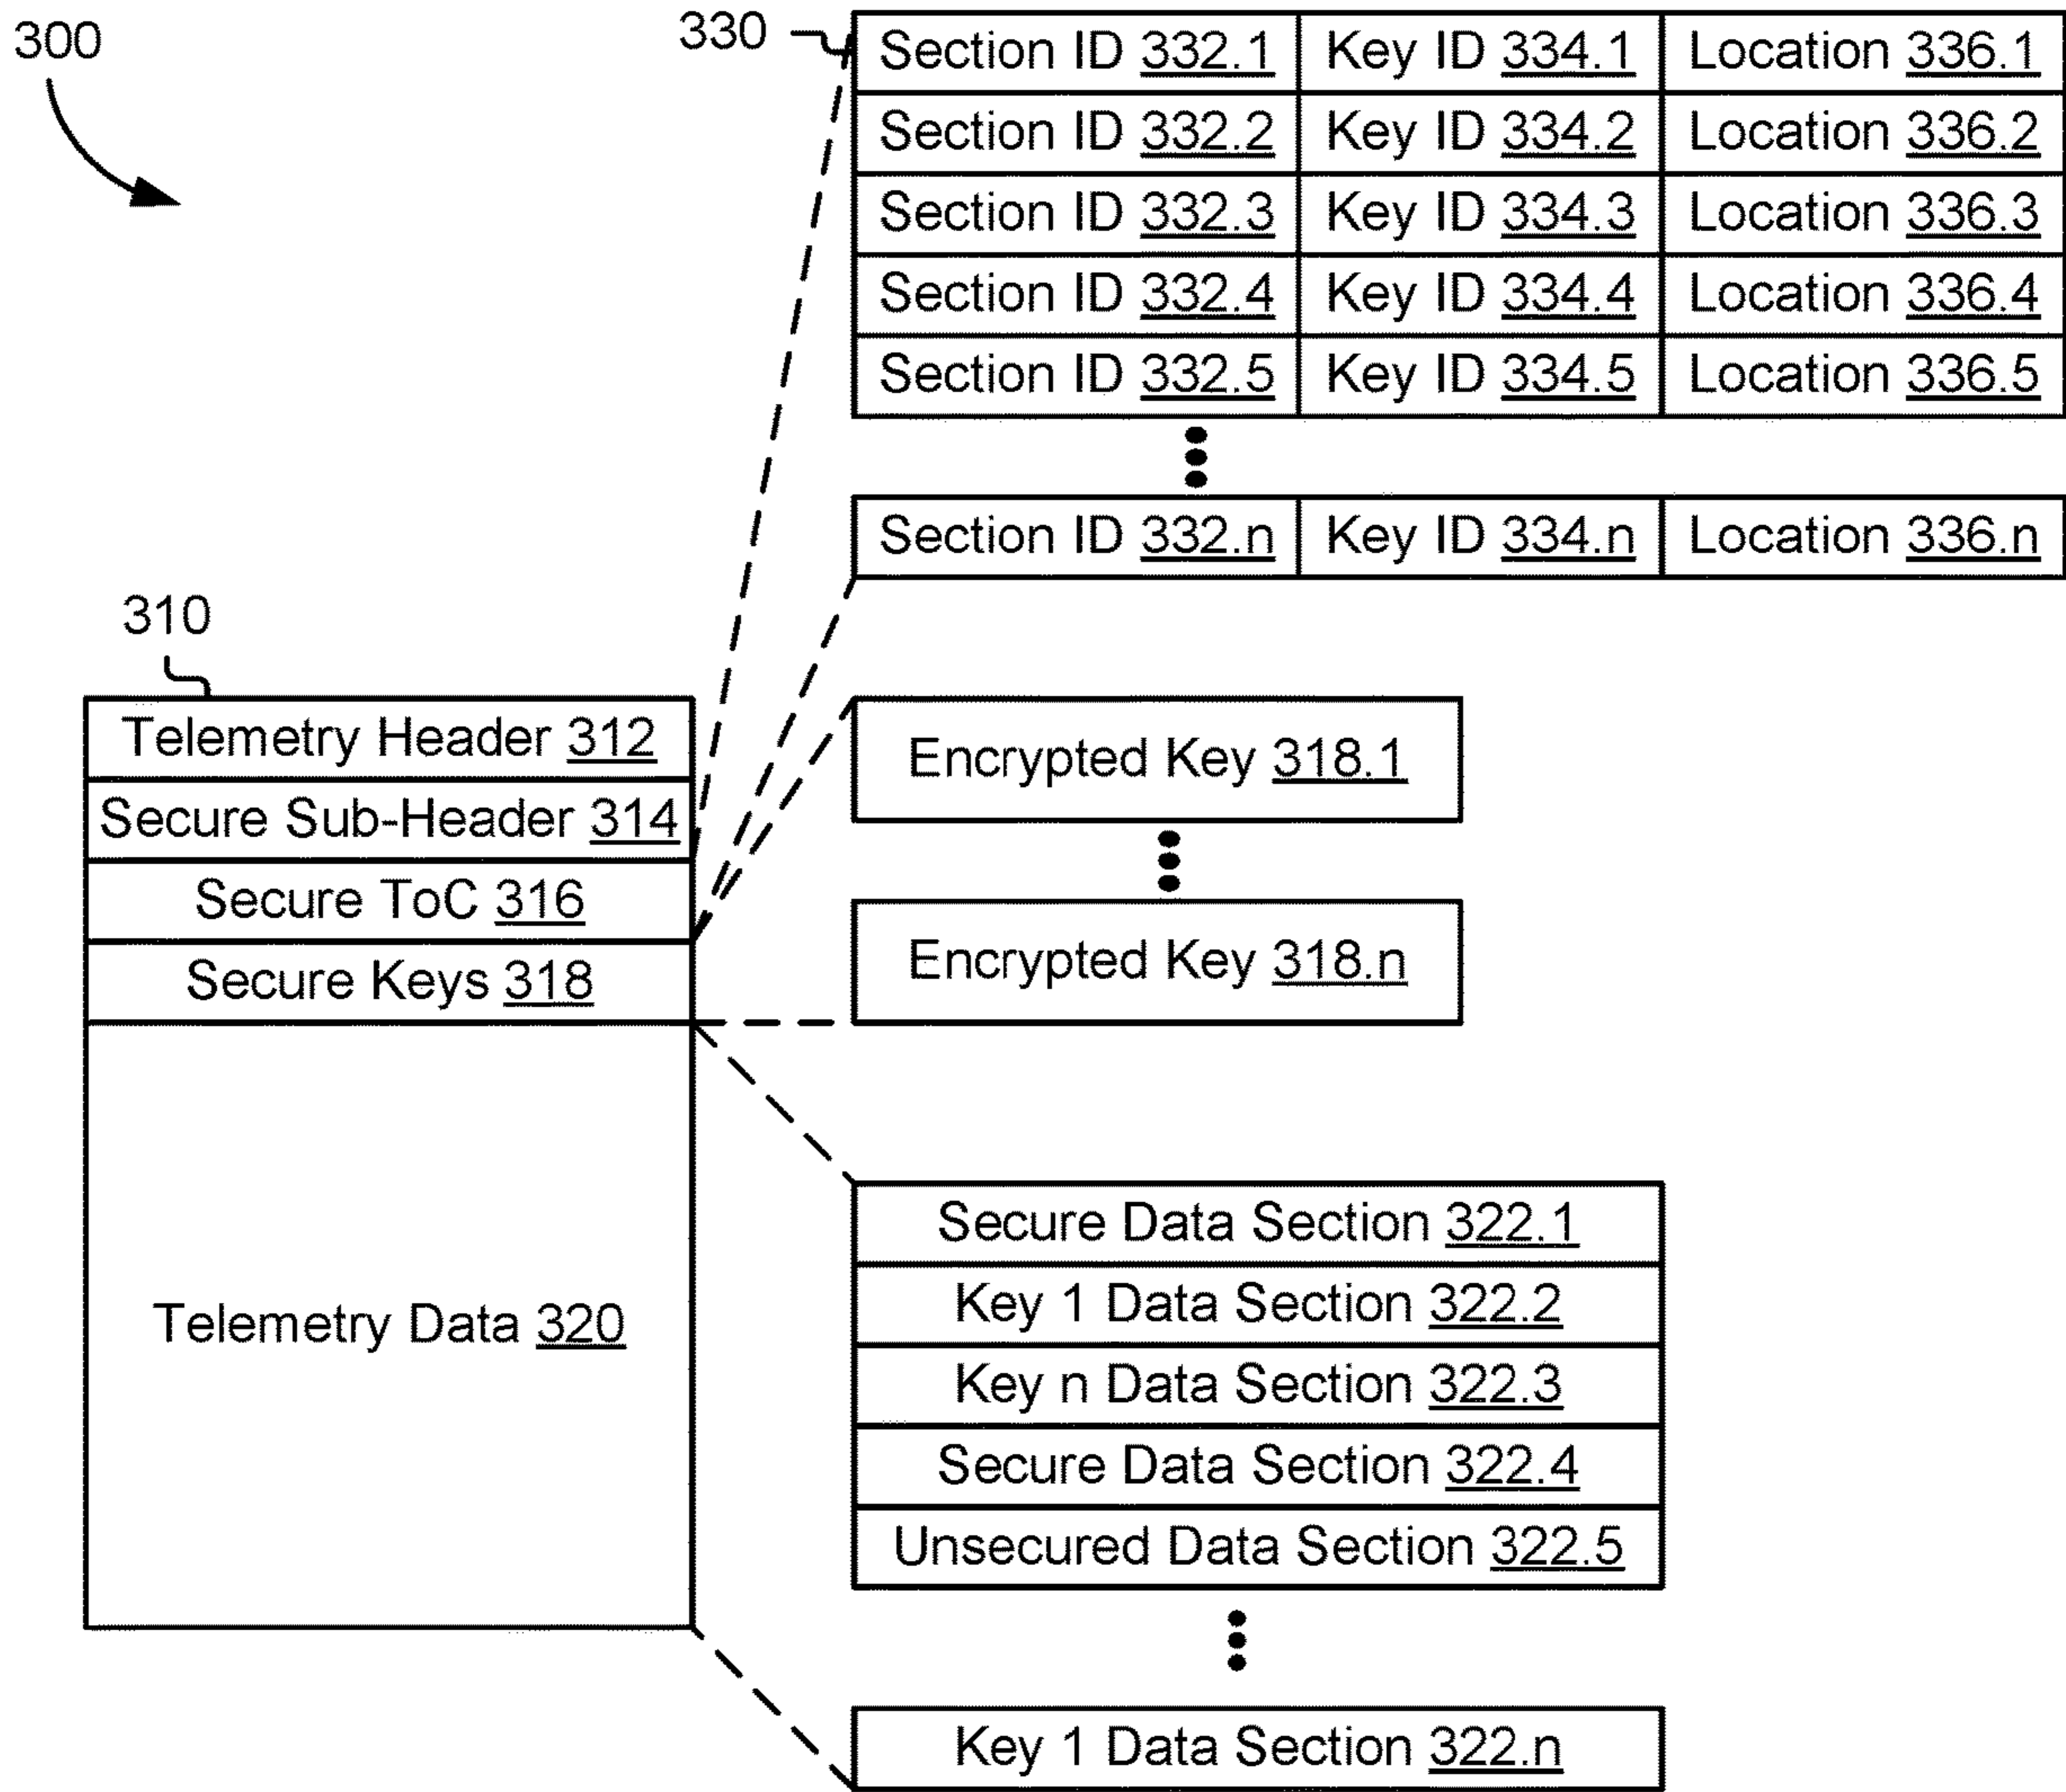 300
330
Section ID 332.1 Key ID 334.1 Location 336.1
Section ID 332.2 Key ID 334.2 Location 336.2
Section ID 332.3 Key ID 334.3 Location 336.3
Section ID 332.4 Key ID 334.4 Location 336.4
Section ID 332.5 Key ID 334.5 Location 336.5
Section ID 332.n Key ID 334.n Location 336.n
310
Telemetry Header 312
Secure Sub-Header 314
Secure ToC 316
Secure Keys 318
Telemetry Data 320
Encrypted Key 318.1
Encrypted Key 318.n
Secure Data Section 322.1
Key 1 Data Section 322.2
Key n Data Section 322.3
Secure Data Section 322.4
Unsecured Data Section 322.5
Key 1 Data Section 322.n